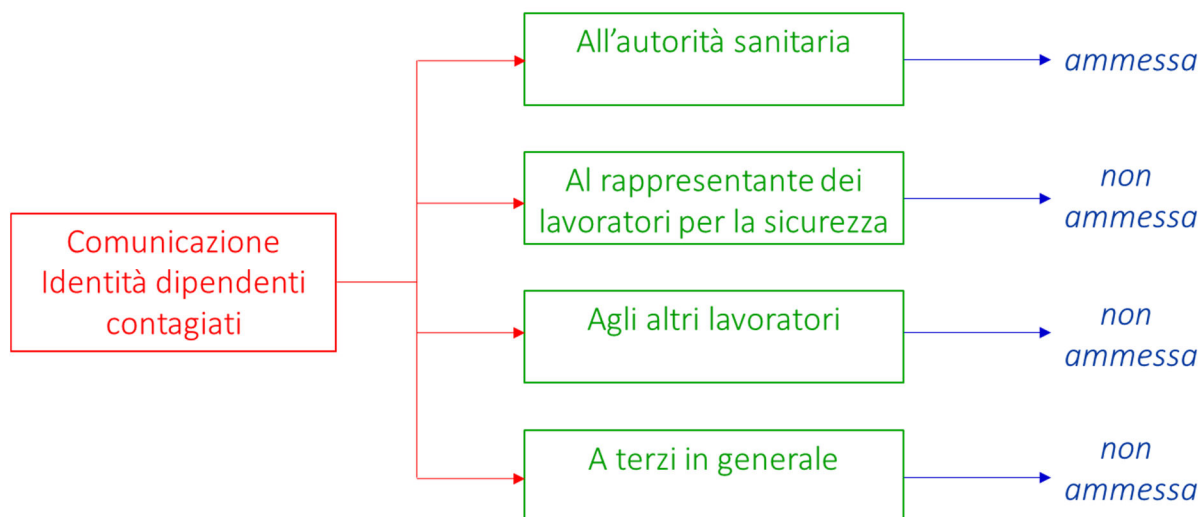 Comunicazione
Identità dipendenti
contagiati
All'autorità sanitaria
ammessa
Al rappresentante dei
lavoratori per la sicurezza
non
ammessa
Agli altri lavoratori
non
ammessa
A terzi in generale
non
ammessa